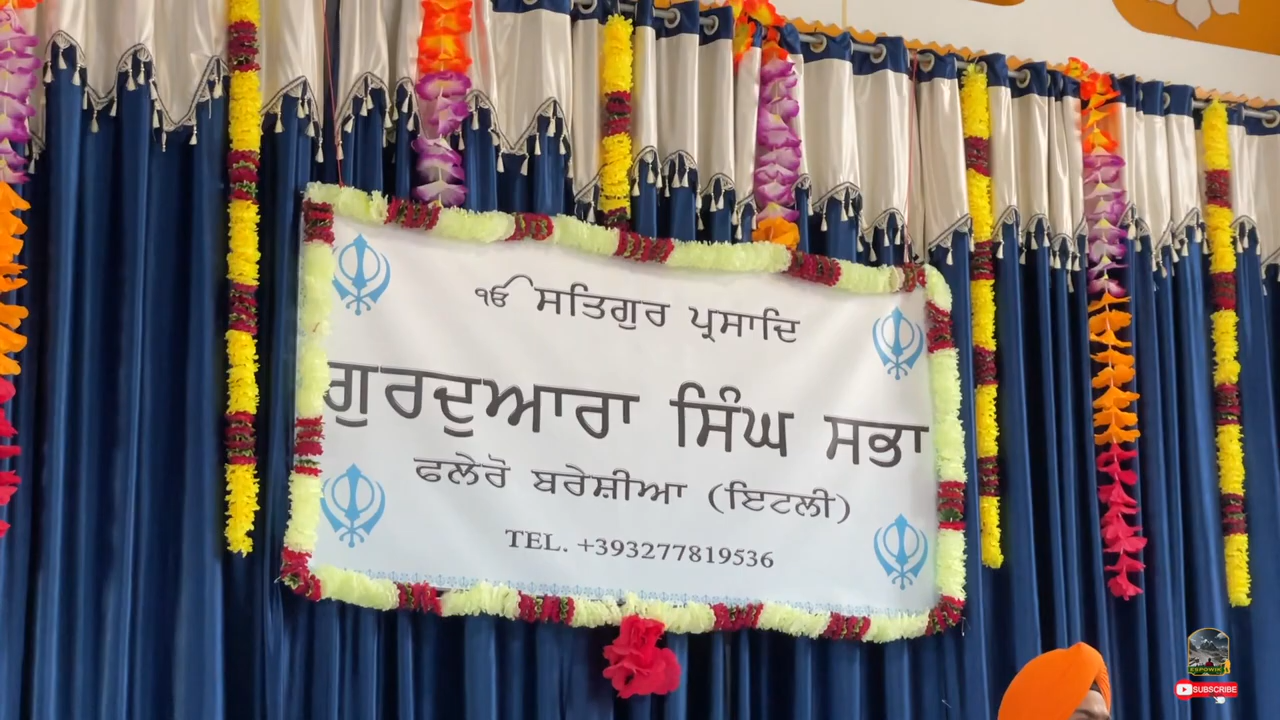 ੴ ਸਤਿਗੁਰ ਪ੍ਰਸਾਦਿ
ਗੁਰਦੁਆਰਾ ਸਿੰਘ ਸਭਾ
ਫਲੇਰੋ ਬਰੇਸ਼ੀਆ (ਇਟਲੀ)
TEL. +393277819536
SUBSCRIBE